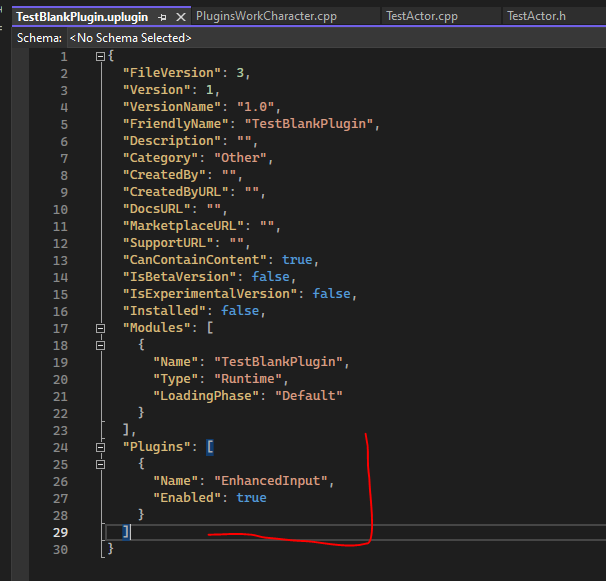 TestBlankPlugin.uplugin PluginsWorkCharacter.cpp TestActor.cpp TestActor.h
Schema: <No Schema Selected>
1 {
2 "FileVersion": 3,
3 "Version": 1,
4 "VersionName": "1.0",
5 "FriendlyName": "TestBlankPlugin",
6 "Description": "",
7 "Category": "Other",
8 "CreatedBy": "",
9 "CreatedByURL": "",
10 "DocsURL": "",
11 "MarketplaceURL": "",
12 "SupportURL": "",
13 "CanContainContent": true,
14 "IsBetaVersion": false,
15 "IsExperimentalVersion": false,
16 "Installed": false,
17 "Modules": [
18 {
19 "Name": "TestBlankPlugin",
20 "Type": "Runtime",
21 "LoadingPhase": "Default"
22 }
23 ],
24 "Plugins": [
25 {
26 "Name": "EnhancedInput",
27 "Enabled": true
28 }
29 ]
30 }